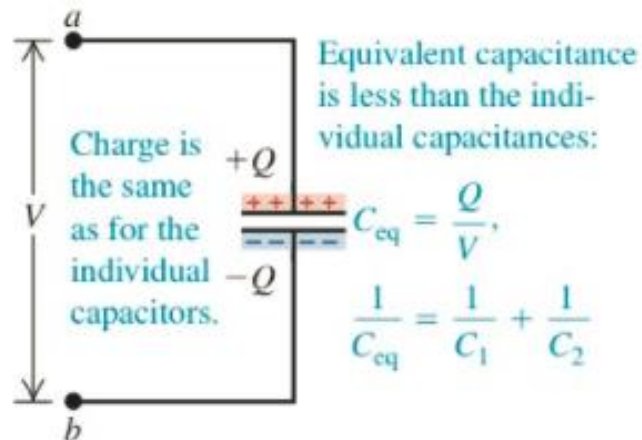 a
Equivalent capacitance
is less than the indi-
vidual capacitances:
Charge is
the same
as for the
individual
capacitors.
V
+Q
++++
−−−−
−Q
C_eq = Q/V,
1/C_eq = 1/C_1 + 1/C_2
b